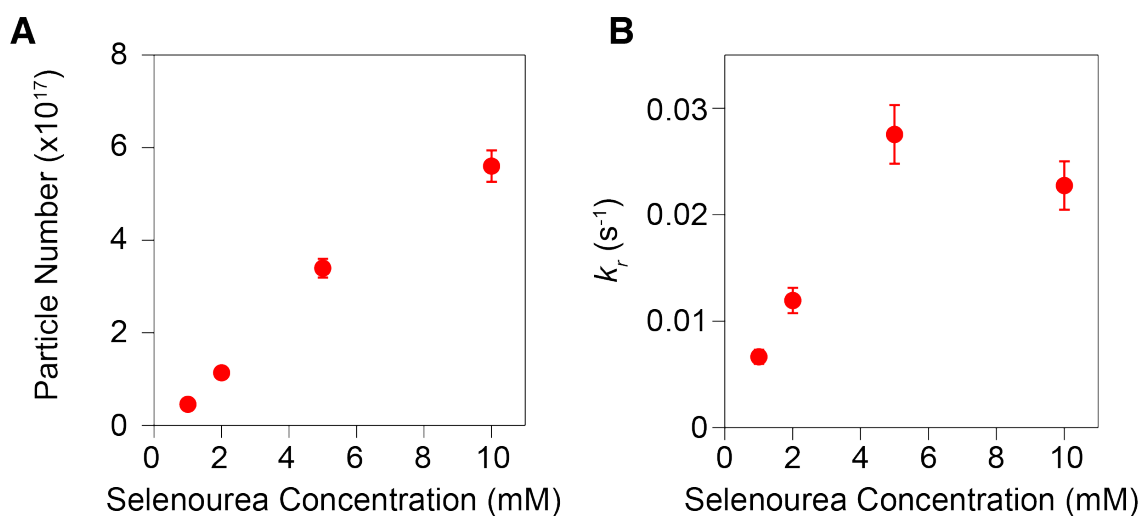 A
Particle Number (x10¹⁷)
8
6
4
2
0
0 2 4 6 8 10
Selenourea Concentration (mM)
B
kᵣ (s⁻¹)
0.03
0.02
0.01
0
0 2 4 6 8 10
Selenourea Concentration (mM)